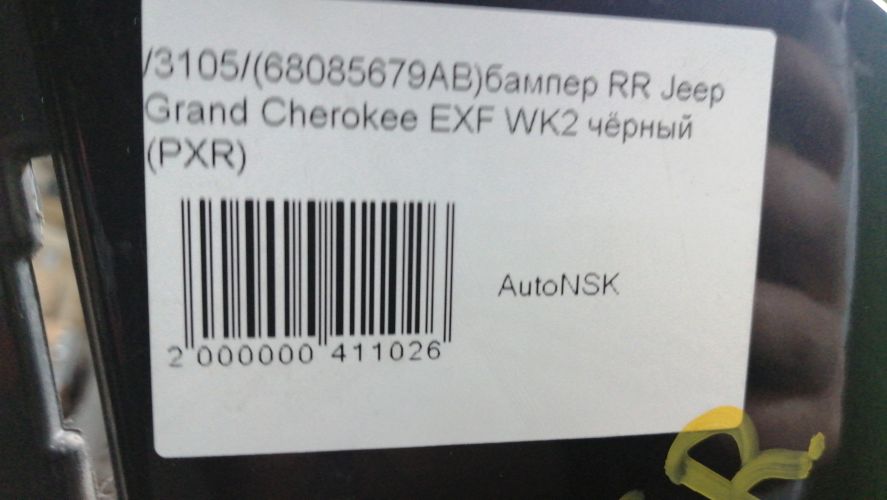 /3105/(68085679AB)бампер RR Jeep
Grand Cherokee EXF WK2 чёрный
(PXR)
AutoNSK
2 000000 411026